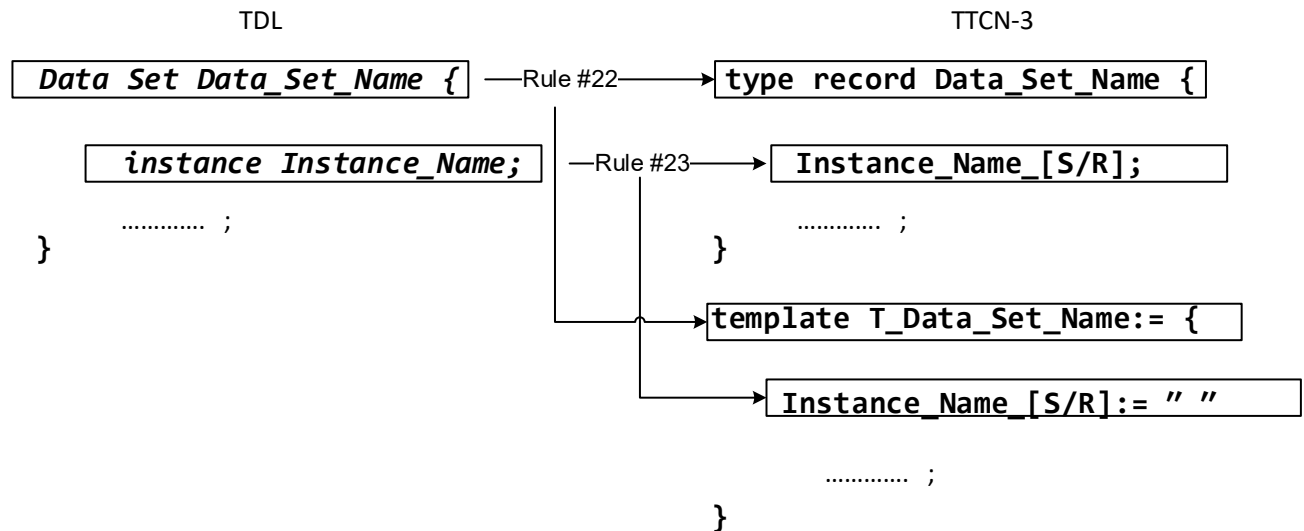 TDL TTCN-3
Data Set Data_Set_Name { Rule #22 type record Data_Set_Name {
instance Instance_Name; Rule #23 Instance_Name_[S/R];
…………. ; …………. ;
} }
template T_Data_Set_Name:= {
Instance_Name_[S/R]:= ” ”
…………. ;
}